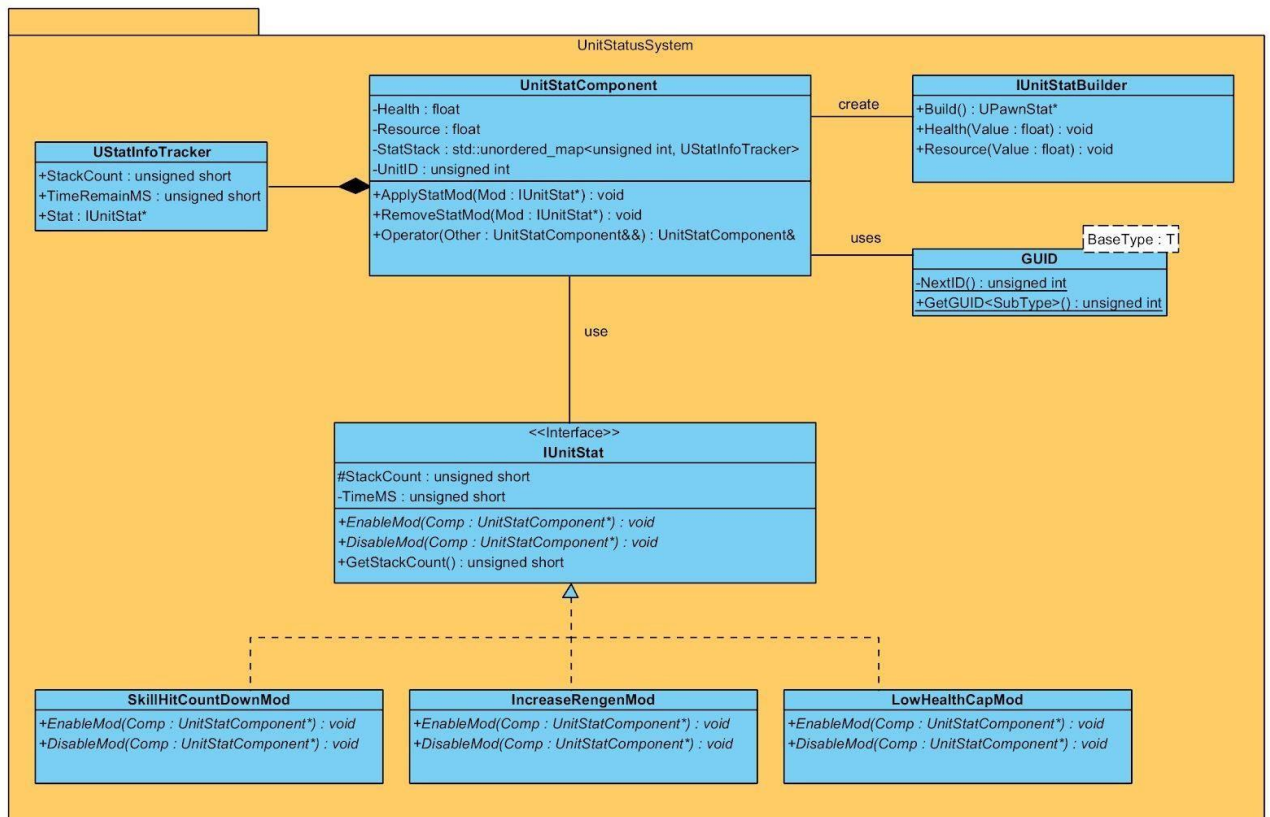 UnitStatusSystem
UnitStatComponent
-Health : float
-Resource : float
-StatStack : std::unordered_map<unsigned int, UStatInfoTracker>
-UnitID : unsigned int
+ApplyStatMod(Mod : IUnitStat*) : void
+RemoveStatMod(Mod : IUnitStat*) : void
+Operator(Other : UnitStatComponent&&) : UnitStatComponent&
create
IUnitStatBuilder
+Build() : UPawnStat*
+Health(Value : float) : void
+Resource(Value : float) : void
UStatInfoTracker
+StackCount : unsigned short
+TimeRemainMS : unsigned short
+Stat : IUnitStat*
uses
BaseType : T
GUID
-NextID() : unsigned int
+GetGUID<SubType>() : unsigned int
use
<<Interface>>
IUnitStat
#StackCount : unsigned short
-TimeMS : unsigned short
+EnableMod(Comp : UnitStatComponent*) : void
+DisableMod(Comp : UnitStatComponent*) : void
+GetStackCount() : unsigned short
SkillHitCountDownMod
+EnableMod(Comp : UnitStatComponent*) : void
+DisableMod(Comp : UnitStatComponent*) : void
IncreaseRengenMod
+EnableMod(Comp : UnitStatComponent*) : void
+DisableMod(Comp : UnitStatComponent*) : void
LowHealthCapMod
+EnableMod(Comp : UnitStatComponent*) : void
+DisableMod(Comp : UnitStatComponent*) : void